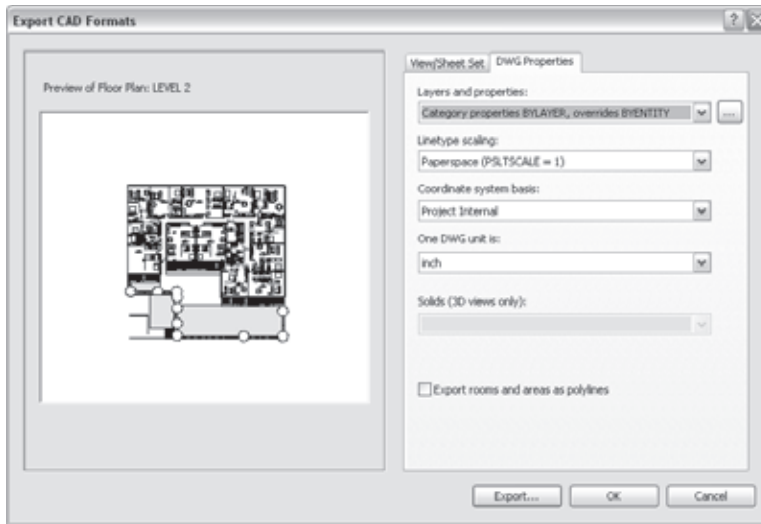 Export CAD Formats
Preview of Floor Plan: LEVEL 2
View/Sheet Set
DWG Properties
Layers and properties:
Category properties BYLAYER, overrides BYENTITY
...
Linetype scaling:
Paperspace (PSLTSCALE = 1)
Coordinate system basis:
Project Internal
One DWG unit is:
inch
Solids (3D views only):
Export rooms and areas as polylines
Export...
OK
Cancel